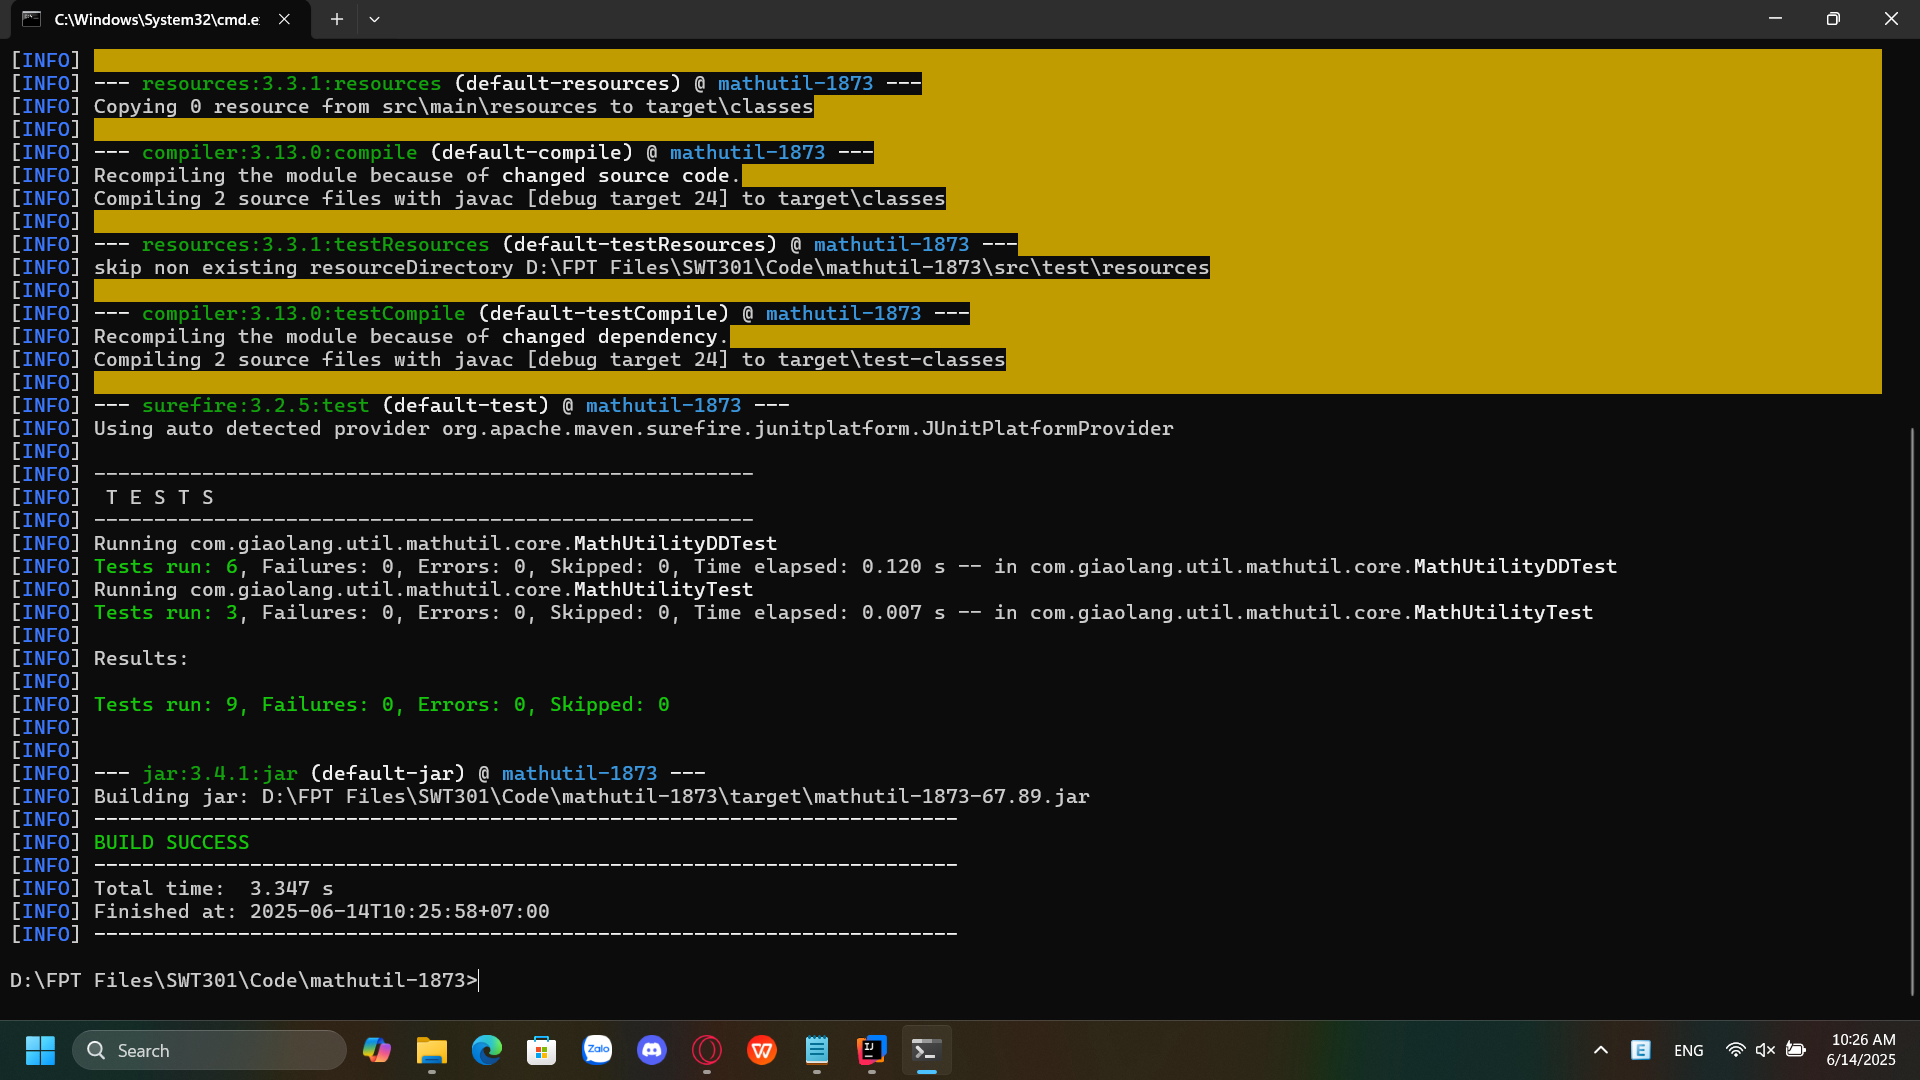 C:\Windows\System32\cmd.e
[INFO]
[INFO] --- resources:3.3.1:resources (default-resources) @ mathutil-1873 ---
[INFO] Copying 0 resource from src\main\resources to target\classes
[INFO]
[INFO] --- compiler:3.13.0:compile (default-compile) @ mathutil-1873 ---
[INFO] Recompiling the module because of changed source code.
[INFO] Compiling 2 source files with javac [debug target 24] to target\classes
[INFO]
[INFO] --- resources:3.3.1:testResources (default-testResources) @ mathutil-1873 ---
[INFO] skip non existing resourceDirectory D:\FPT Files\SWT301\Code\mathutil-1873\src\test\resources
[INFO]
[INFO] --- compiler:3.13.0:testCompile (default-testCompile) @ mathutil-1873 ---
[INFO] Recompiling the module because of changed dependency.
[INFO] Compiling 2 source files with javac [debug target 24] to target\test-classes
[INFO]
[INFO] --- surefire:3.2.5:test (default-test) @ mathutil-1873 ---
[INFO] Using auto detected provider org.apache.maven.surefire.junitplatform.JUnitPlatformProvider
[INFO]
[INFO] -------------------------------------------------------
[INFO]  T E S T S
[INFO] -------------------------------------------------------
[INFO] Running com.giaolang.util.mathutil.core.MathUtilityDDTest
[INFO] Tests run: 6, Failures: 0, Errors: 0, Skipped: 0, Time elapsed: 0.120 s -- in com.giaolang.util.mathutil.core.MathUtilityDDTest
[INFO] Running com.giaolang.util.mathutil.core.MathUtilityTest
[INFO] Tests run: 3, Failures: 0, Errors: 0, Skipped: 0, Time elapsed: 0.007 s -- in com.giaolang.util.mathutil.core.MathUtilityTest
[INFO]
[INFO] Results:
[INFO]
[INFO] Tests run: 9, Failures: 0, Errors: 0, Skipped: 0
[INFO]
[INFO]
[INFO] --- jar:3.4.1:jar (default-jar) @ mathutil-1873 ---
[INFO] Building jar: D:\FPT Files\SWT301\Code\mathutil-1873\target\mathutil-1873-67.89.jar
[INFO] ------------------------------------------------------------------------
[INFO] BUILD SUCCESS
[INFO] ------------------------------------------------------------------------
[INFO] Total time:  3.347 s
[INFO] Finished at: 2025-06-14T10:25:58+07:00
[INFO] ------------------------------------------------------------------------
D:\FPT Files\SWT301\Code\mathutil-1873>
Search
Zalo
IJ
E
ENG
10:26 AM
6/14/2025